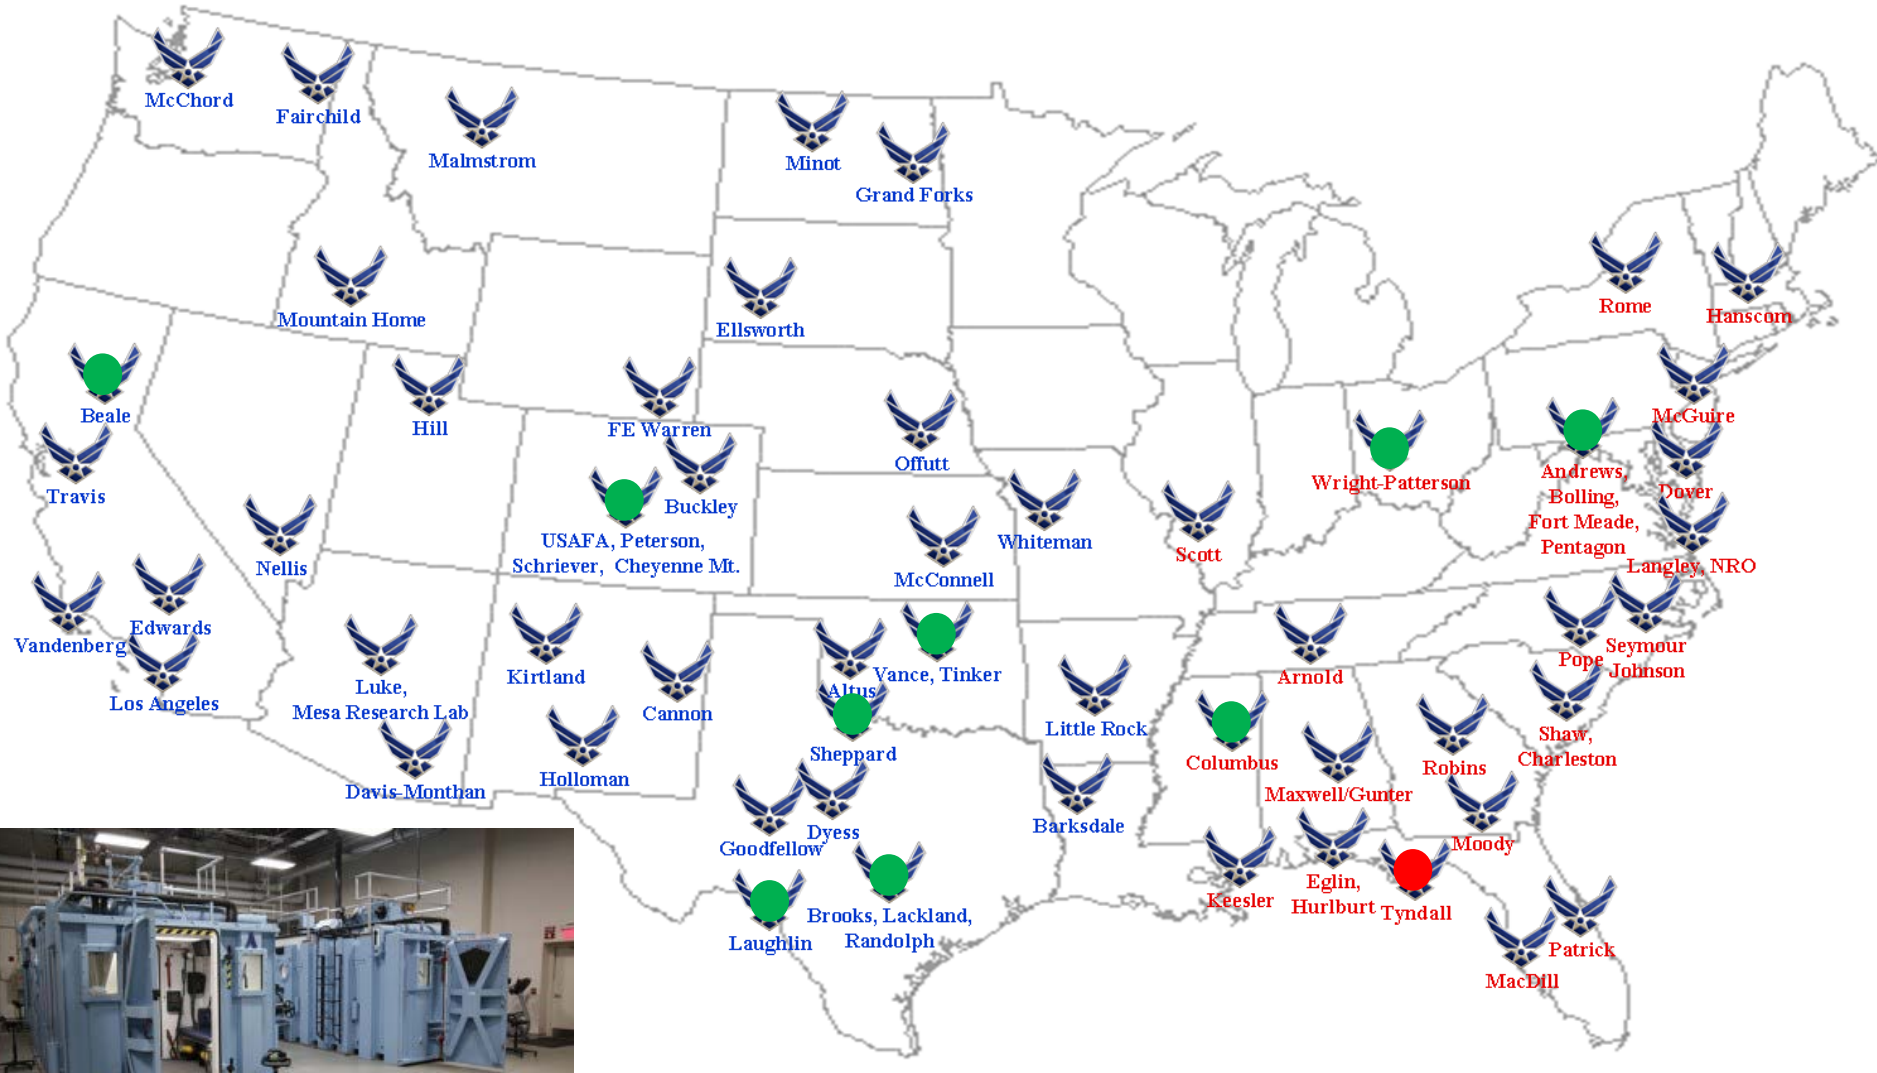 McChord
Fairchild
Malmstrom
Minot
Grand Forks
Mountain Home
Ellsworth
Rome
Hanscom
Beale
Hill
FE Warren
Offutt
McGuire
Travis
Buckley
Wright-Patterson
Andrews,
Bolling,
Fort Meade,
Pentagon
Dover
Nellis
USAFA, Peterson,
Schriever, Cheyenne Mt.
Whiteman
McConnell
Scott
Langley, NRO
Vandenberg
Edwards
Los Angeles
Luke,
Mesa Research Lab
Kirtland
Cannon
Altus
Vance, Tinker
Arnold
Pope
Seymour
Johnson
Davis-Monthan
Holloman
Sheppard
Little Rock
Columbus
Shaw,
Charleston
Robins
Maxwell/Gunter
Goodfellow
Dyess
Barksdale
Moody
Laughlin
Brooks, Lackland,
Randolph
Keesler
Eglin,
Hurlburt
Tyndall
Patrick
MacDill